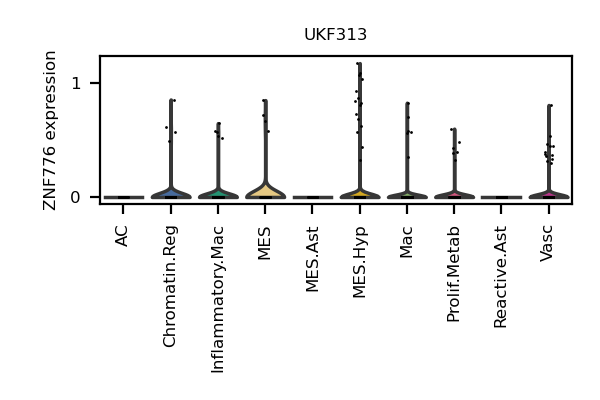 UKF313
ZNF776 expression
1
0
AC
Chromatin.Reg
Inflammatory.Mac
MES
MES.Ast
MES.Hyp
Mac
Prolif.Metab
Reactive.Ast
Vasc